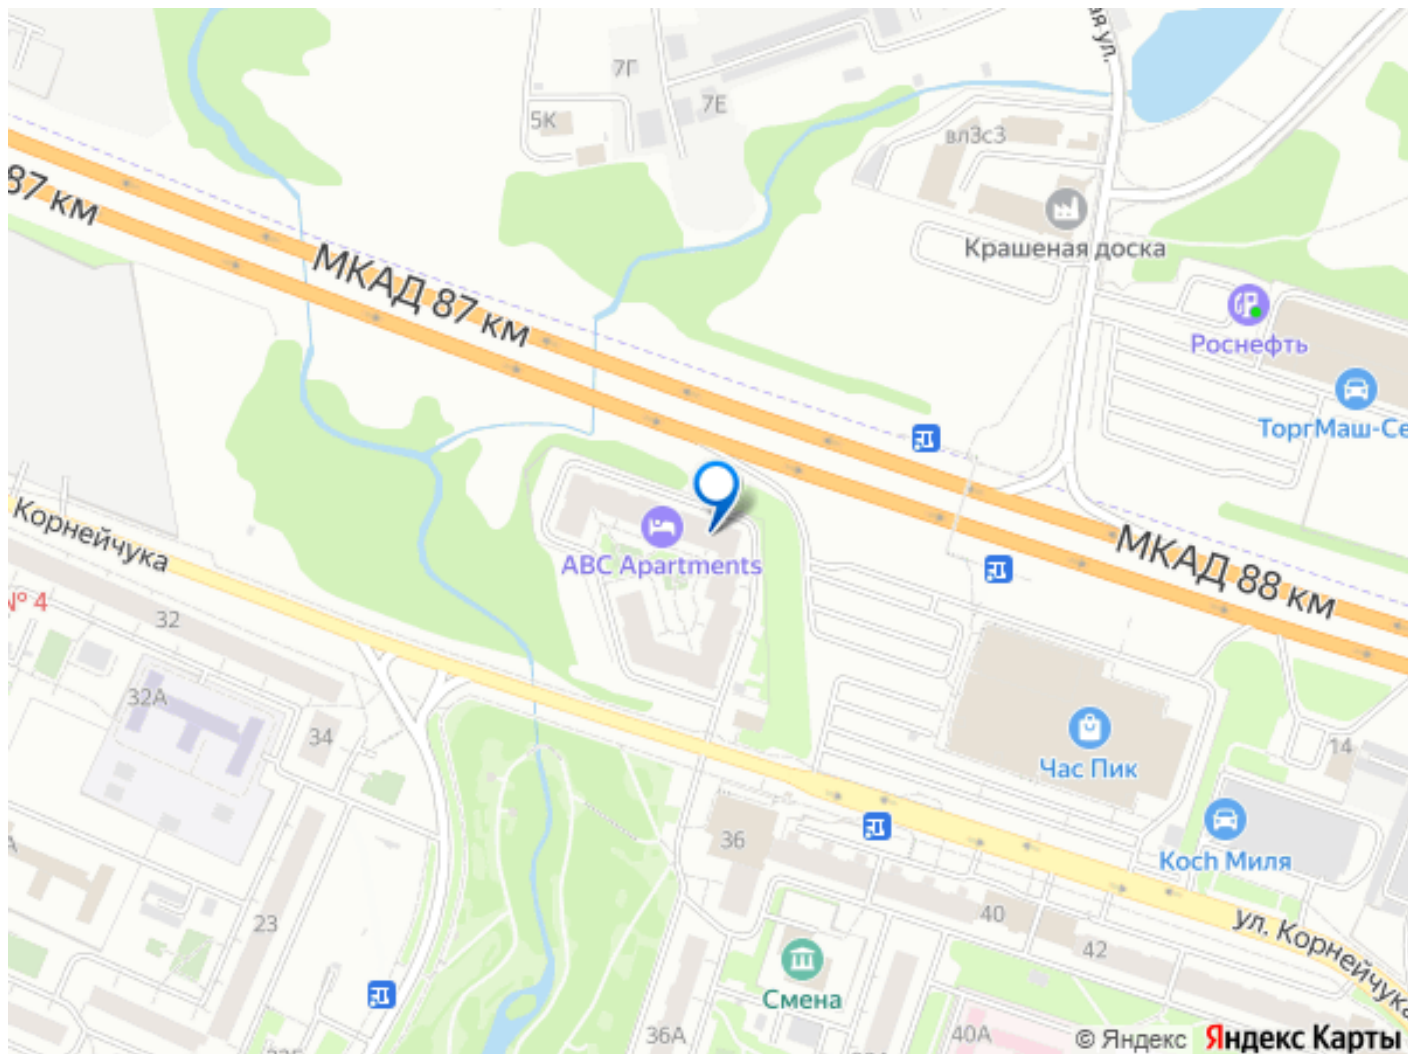 ая ул.
7Г
7Е
5К
вл3с3
Крашеная доска
87 км
МКАД 87 км
Роснефть
ТоргМаш-Се
ABC Apartments
Корнейчука
МКАД 88 км
№ 4
32
32А
34
Час Пик
14
Koch Миля
36
23
40
42
ул. Корнейчука
Смена
36А
40А
© Яндекс Яндекс Карты